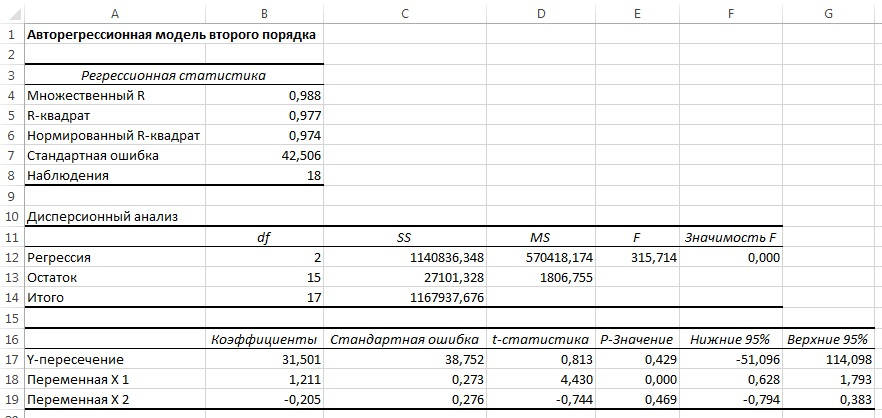 A B C D E F G
1 Авторегрессионная модель второго порядка
2
3 Регрессионная статистика
4 Множественный R 0,988
5 R-квадрат 0,977
6 Нормированный R-квадрат 0,974
7 Стандартная ошибка 42,506
8 Наблюдения 18
9
10 Дисперсионный анализ
11 df SS MS F Значимость F
12 Регрессия 2 1140836,348 570418,174 315,714 0,000
13 Остаток 15 27101,328 1806,755
14 Итого 17 1167937,676
15
16 Коэффициенты Стандартная ошибка t-статистика P-Значение Нижние 95% Верхние 95%
17 Y-пересечение 31,501 38,752 0,813 0,429 -51,096 114,098
18 Переменная X 1 1,211 0,273 4,430 0,000 0,628 1,793
19 Переменная X 2 -0,205 0,276 -0,744 0,469 -0,794 0,383